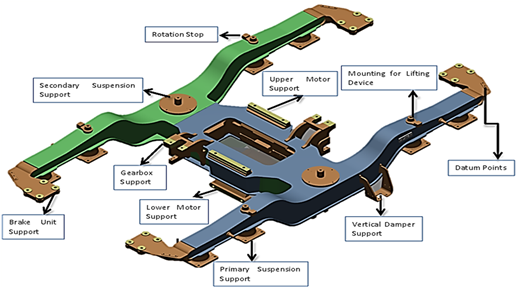 Rotation Stop
Secondary Suspension
Support
Upper Motor
Support
Mounting for Lifting
Device
Gearbox
Support
Datum Points
Lower Motor
Support
Brake Unit
Support
Vertical Damper
Support
Primary Suspension
Support